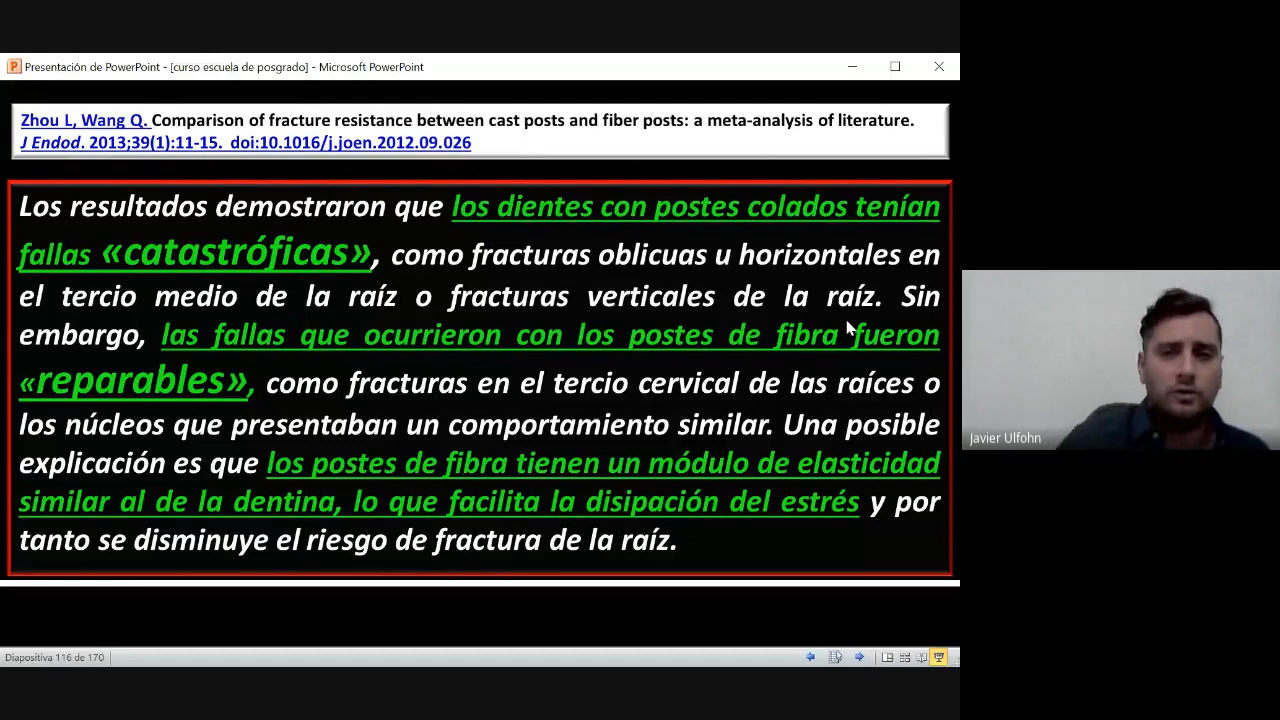 Presentación de PowerPoint - [curso escuela de posgrado] - Microsoft PowerPoint
Zhou L, Wang Q. Comparison of fracture resistance between cast posts and fiber posts: a meta-analysis of literature.
J Endod. 2013;39(1):11-15. doi:10.1016/j.joen.2012.09.026
Los resultados demostraron que los dientes con postes colados tenían
fallas «catastróficas», como fracturas oblicuas u horizontales en
el tercio medio de la raíz o fracturas verticales de la raíz. Sin
embargo, las fallas que ocurrieron con los postes de fibra fueron
«reparables», como fracturas en el tercio cervical de las raíces o
los núcleos que presentaban un comportamiento similar. Una posible
explicación es que los postes de fibra tienen un módulo de elasticidad
similar al de la dentina, lo que facilita la disipación del estrés y por
tanto se disminuye el riesgo de fractura de la raíz.
Javier Ulfohn
Diapositiva 116 de 170